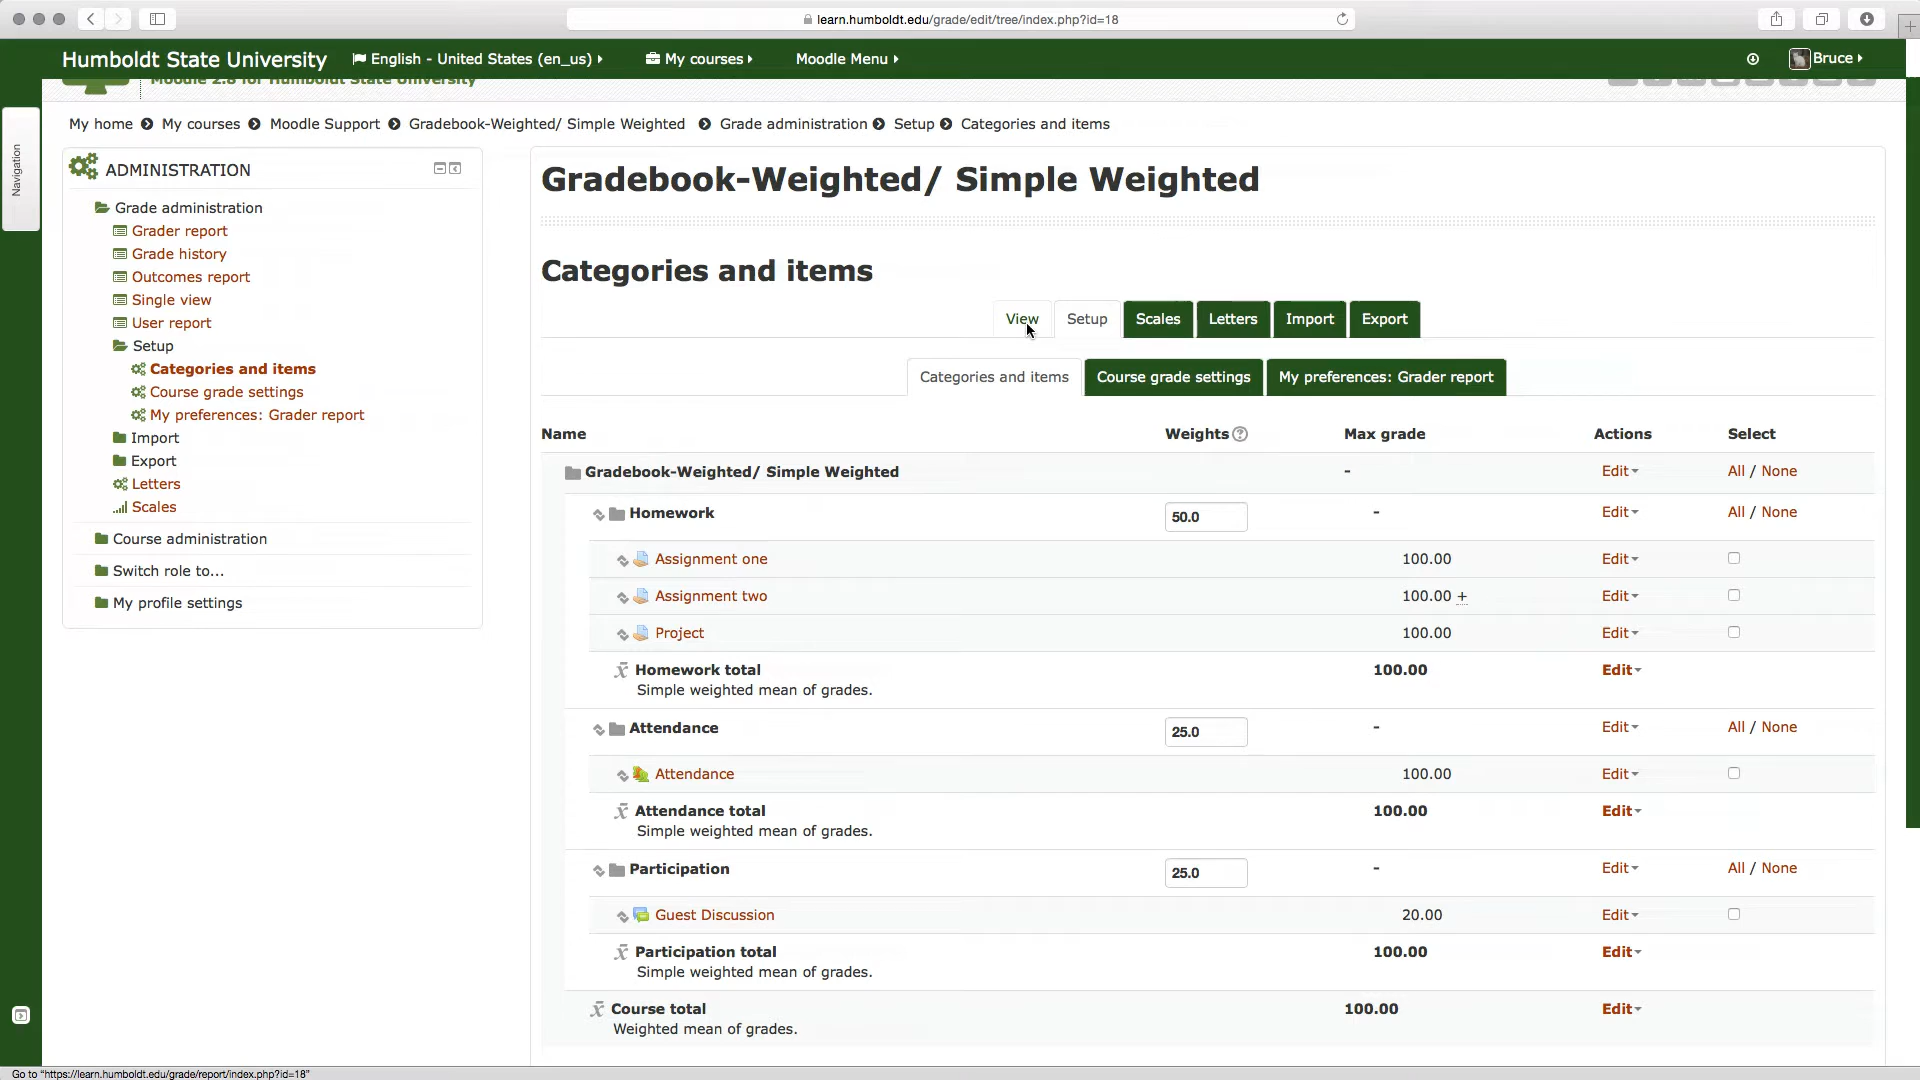 learn.humboldt.edu/grade/edit/tree/index.php?id=18
Humboldt State University
English - United States (en_us)
My courses
Moodle Menu
Bruce
Moodle 2.8 for Humboldt State University
Navigation
My home
My courses
Moodle Support
Gradebook-Weighted/ Simple Weighted
Grade administration
Setup
Categories and items
ADMINISTRATION
Grade administration
Grader report
Grade history
Outcomes report
Single view
User report
Setup
Categories and items
Course grade settings
My preferences: Grader report
Import
Export
Letters
Scales
Course administration
Switch role to...
My profile settings
Gradebook-Weighted/ Simple Weighted
Categories and items
View Setup Scales Letters Import Export
Categories and items Course grade settings My preferences: Grader report
Name Weights Max grade Actions Select
Gradebook-Weighted/ Simple Weighted - Edit All / None
Homework 50.0 - Edit All / None
Assignment one 100.00 Edit
Assignment two 100.00 + Edit
Project 100.00 Edit
x̄ Homework total 100.00 Edit
Simple weighted mean of grades.
Attendance 25.0 - Edit All / None
Attendance 100.00 Edit
x̄ Attendance total 100.00 Edit
Simple weighted mean of grades.
Participation 25.0 - Edit All / None
Guest Discussion 20.00 Edit
x̄ Participation total 100.00 Edit
Simple weighted mean of grades.
x̄ Course total 100.00 Edit
Weighted mean of grades.
Go to "https://learn.humboldt.edu/grade/report/index.php?id=18"